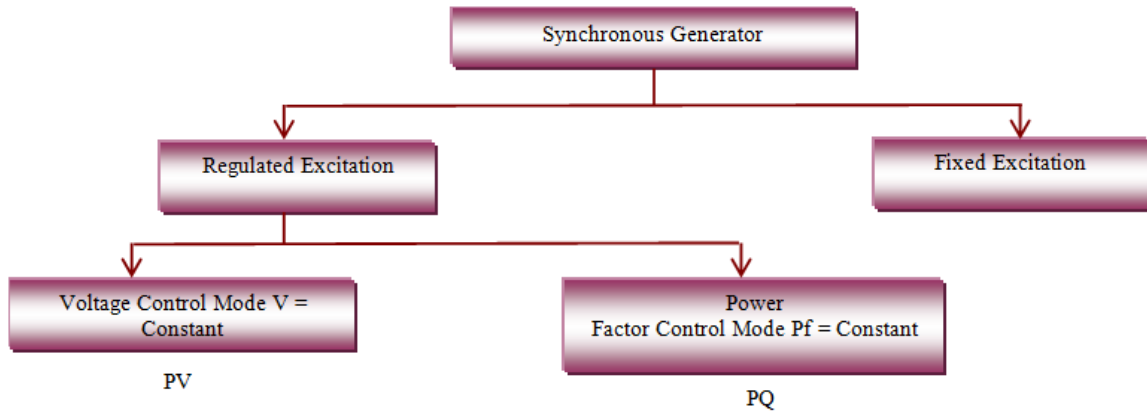 Synchronous Generator
Regulated Excitation
Fixed Excitation
Voltage Control Mode V =
Constant
Power
Factor Control Mode Pf = Constant
PV
PQ